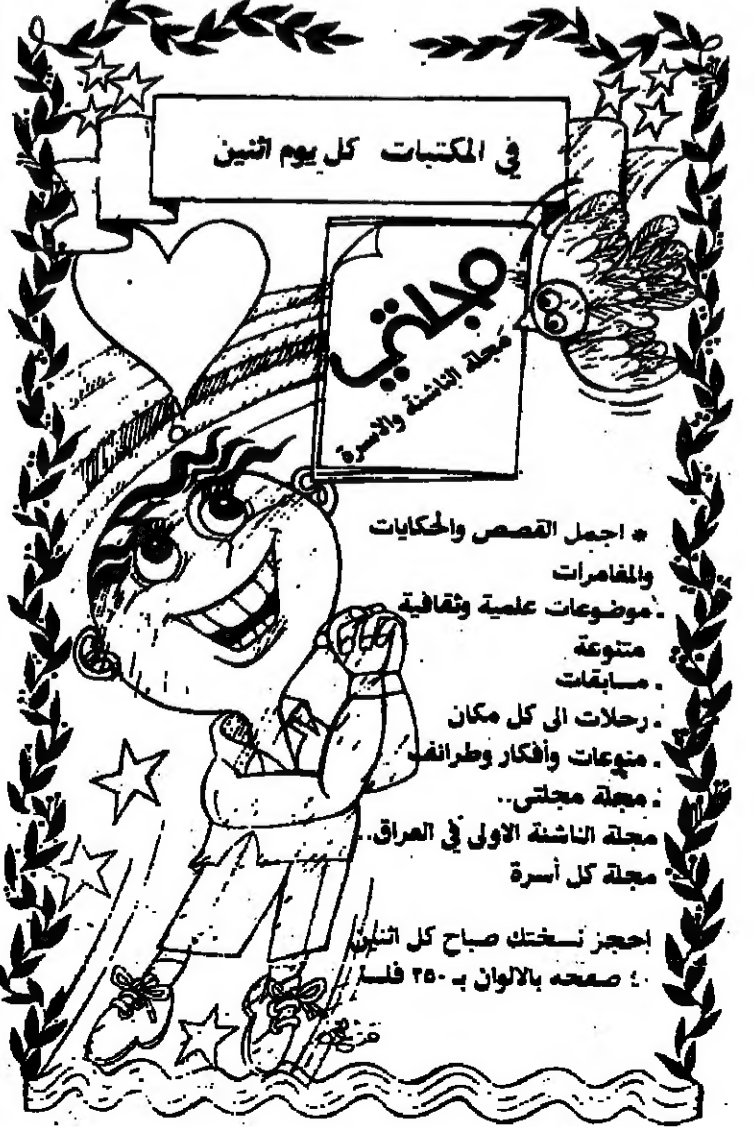 في المكتبات كل يوم اثنين
مجلتي
مجلة الناشئة والاسرة
* اجمل القصص والحكايات
والمغامرات
. موضوعات علمية وثقافية
متنوعة
. مسابقات
. رحلات الى كل مكان
. منوعات وأفكار وطرائف
. مجلة مجلتي..
مجلة الناشئة الاولى في العراق..
مجلة كل أسرة
احجز نسختك صباح كل اثنين
٤٠ صفحه بالالوان بـ ٢٥٠ فلسا